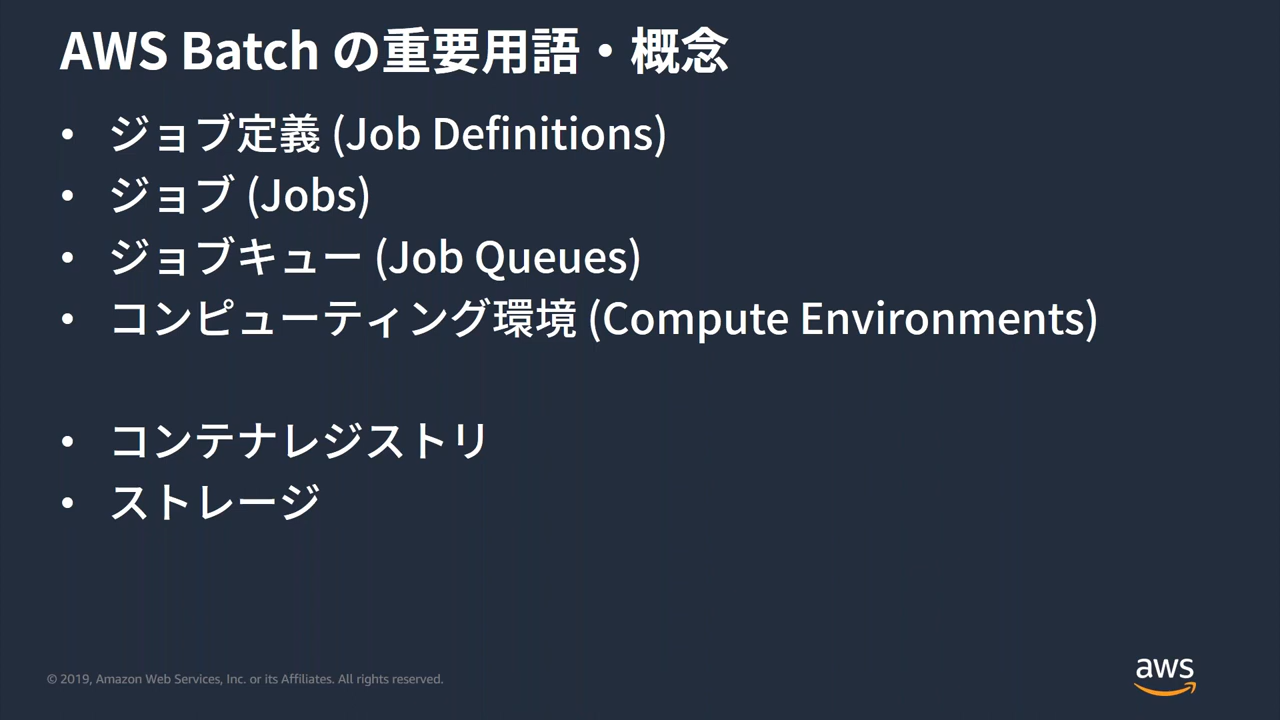 AWS Batch の重要用語・概念
• ジョブ定義 (Job Definitions)
• ジョブ (Jobs)
• ジョブキュー (Job Queues)
• コンピューティング環境 (Compute Environments)
• コンテナレジストリ
• ストレージ
© 2019, Amazon Web Services, Inc. or its Affiliates. All rights reserved.
aws